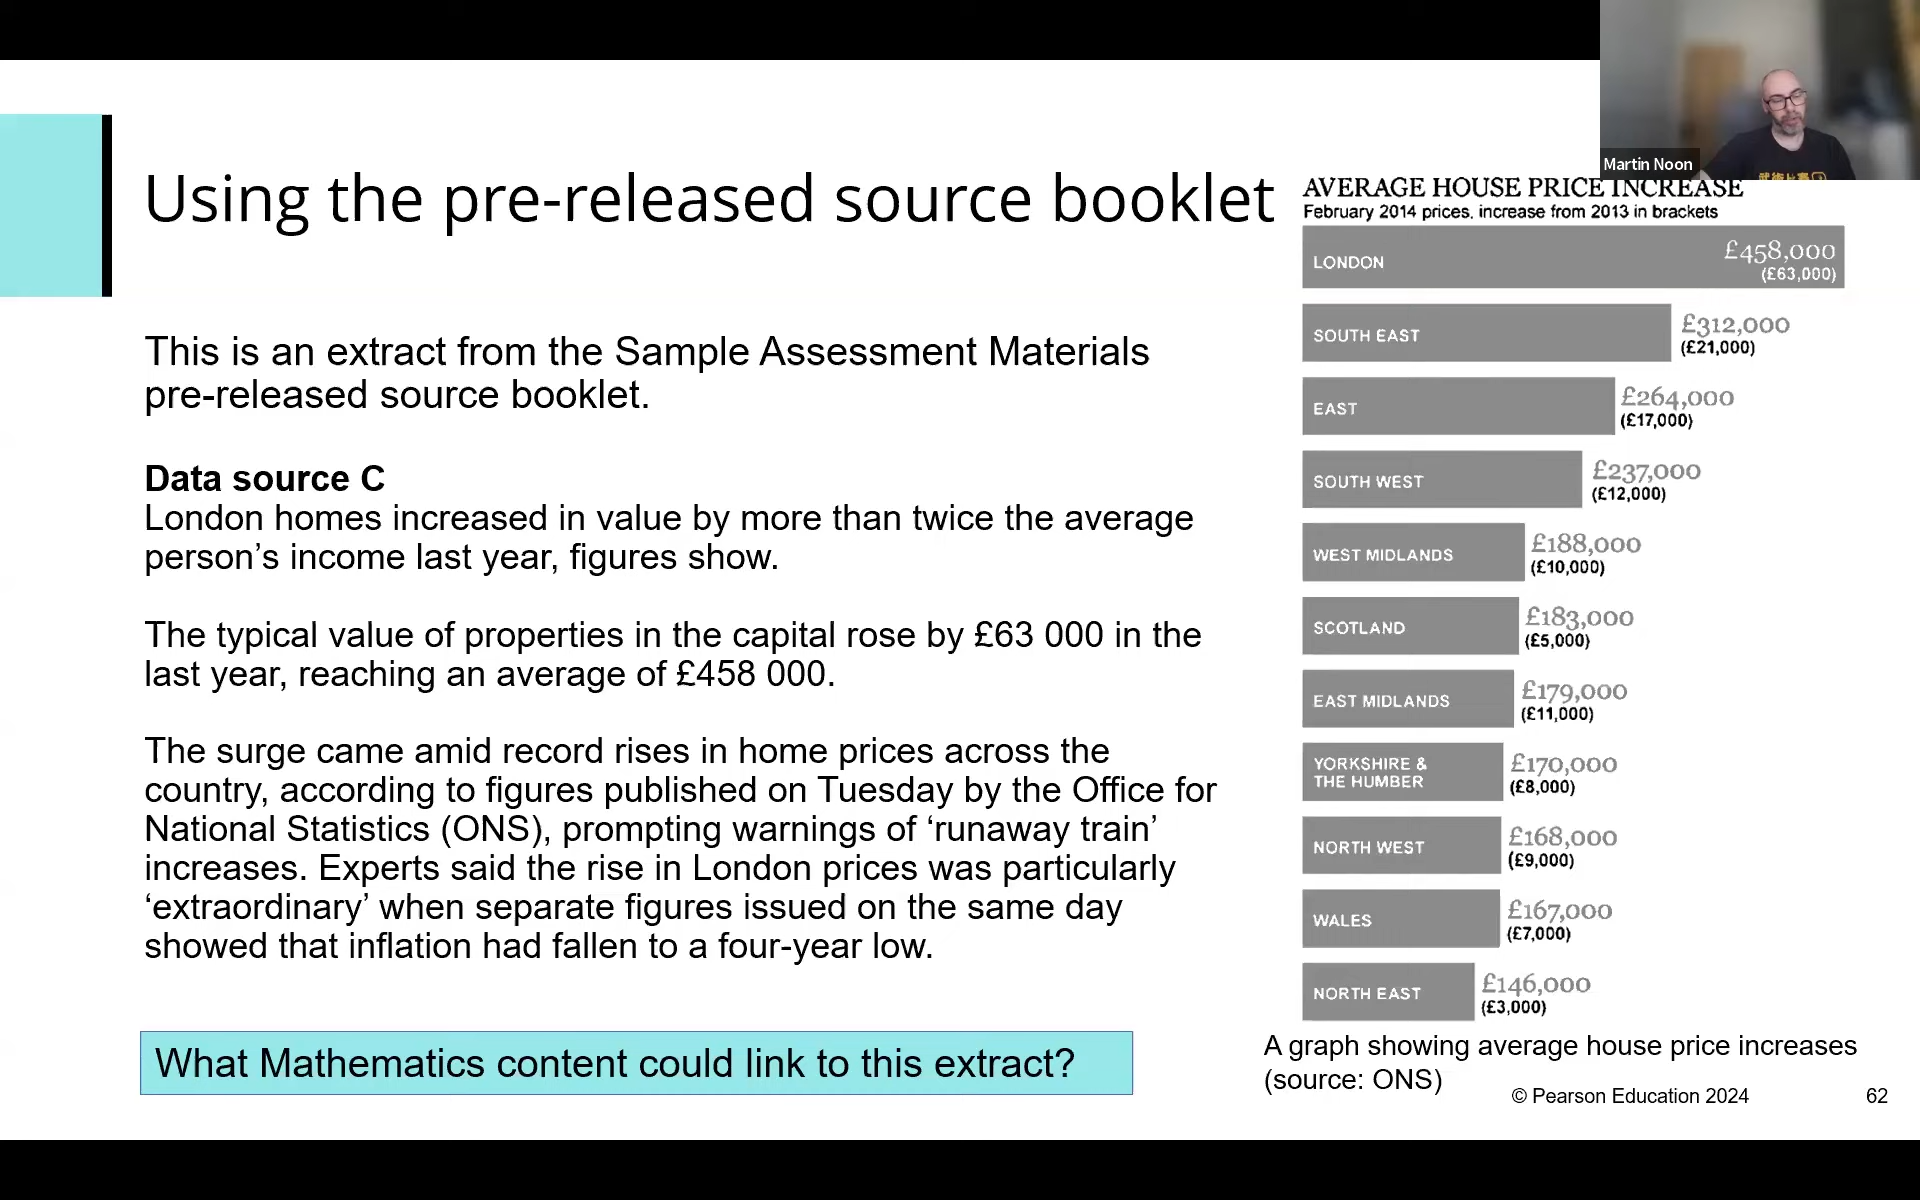 Martin Noon
Using the pre-released source booklet
This is an extract from the Sample Assessment Materials
pre-released source booklet.
Data source C
London homes increased in value by more than twice the average
person’s income last year, figures show.
The typical value of properties in the capital rose by £63 000 in the
last year, reaching an average of £458 000.
The surge came amid record rises in home prices across the
country, according to figures published on Tuesday by the Office for
National Statistics (ONS), prompting warnings of ‘runaway train’
increases. Experts said the rise in London prices was particularly
‘extraordinary’ when separate figures issued on the same day
showed that inflation had fallen to a four-year low.
What Mathematics content could link to this extract?
AVERAGE HOUSE PRICE INCREASE
February 2014 prices, increase from 2013 in brackets
LONDON
£458,000
(£63,000)
SOUTH EAST
£312,000
(£21,000)
EAST
£264,000
(£17,000)
SOUTH WEST
£237,000
(£12,000)
WEST MIDLANDS
£188,000
(£10,000)
SCOTLAND
£183,000
(£5,000)
EAST MIDLANDS
£179,000
(£11,000)
YORKSHIRE &
THE HUMBER
£170,000
(£8,000)
NORTH WEST
£168,000
(£9,000)
WALES
£167,000
(£7,000)
NORTH EAST
£146,000
(£3,000)
A graph showing average house price increases
(source: ONS)
© Pearson Education 2024
62